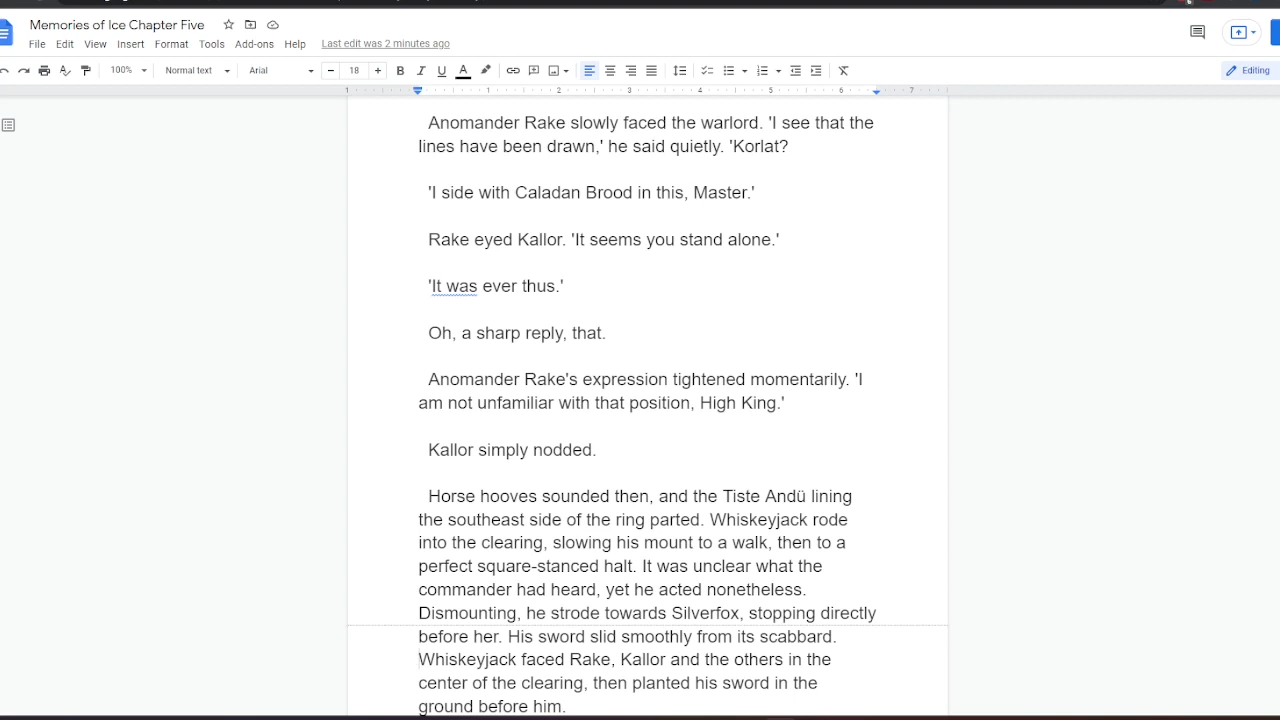 Memories of Ice Chapter Five
File Edit View Insert Format Tools Add-ons Help Last edit was 2 minutes ago
100% Normal text Arial 18 B I U A Editing
1 1 2 3 4 5 6 7
Anomander Rake slowly faced the warlord. 'I see that the
lines have been drawn,' he said quietly. 'Korlat?
'I side with Caladan Brood in this, Master.'
Rake eyed Kallor. 'It seems you stand alone.'
'It was ever thus.'
Oh, a sharp reply, that.
Anomander Rake's expression tightened momentarily. 'I
am not unfamiliar with that position, High King.'
Kallor simply nodded.
Horse hooves sounded then, and the Tiste Andü lining
the southeast side of the ring parted. Whiskeyjack rode
into the clearing, slowing his mount to a walk, then to a
perfect square-stanced halt. It was unclear what the
commander had heard, yet he acted nonetheless.
Dismounting, he strode towards Silverfox, stopping directly
before her. His sword slid smoothly from its scabbard.
Whiskeyjack faced Rake, Kallor and the others in the
center of the clearing, then planted his sword in the
ground before him.